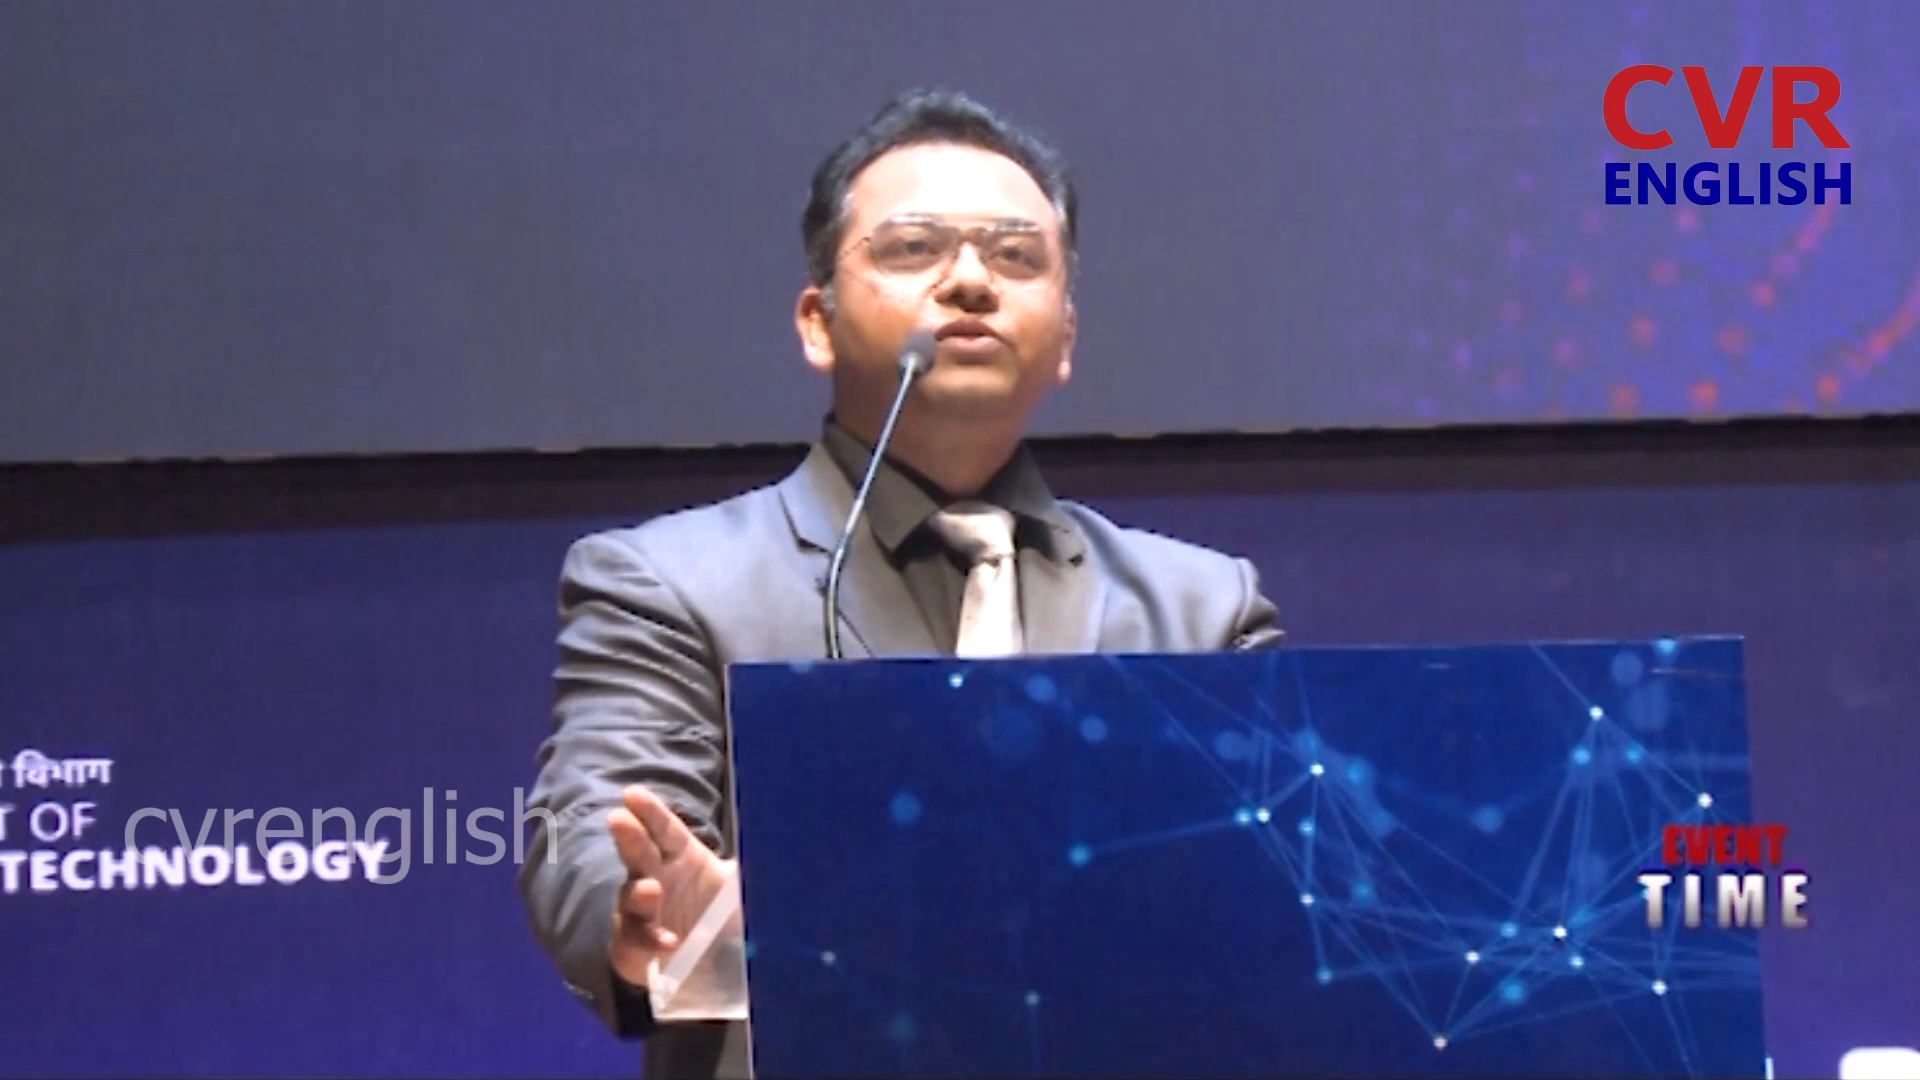 CVR
ENGLISH
विभाग
OF
TECHNOLOGY
cvrenglish
EVENT
TIME